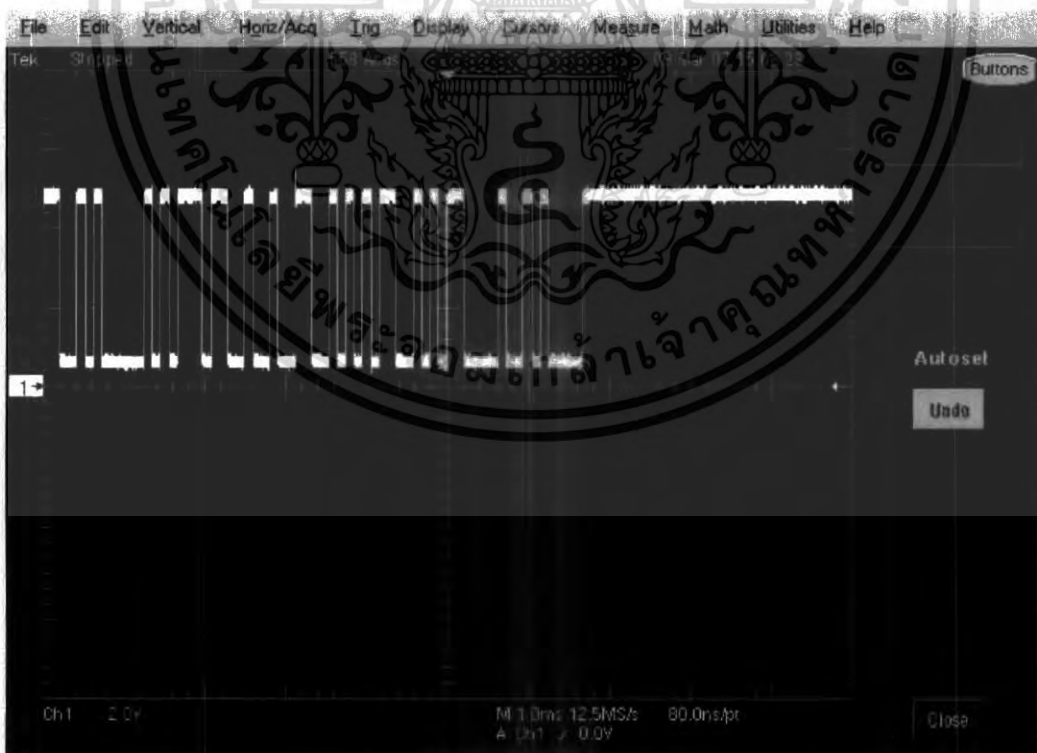 File Edit Vertical Horiz/Acq Trig Display Cursors Measure Math Utilities Help
Tek Stopped
Buttons
1
Autoset
Undo
Ch1 2.0V M 1.0ms 12.5MS/s 80.0ns/pt
A Ch1 0.0V
Close